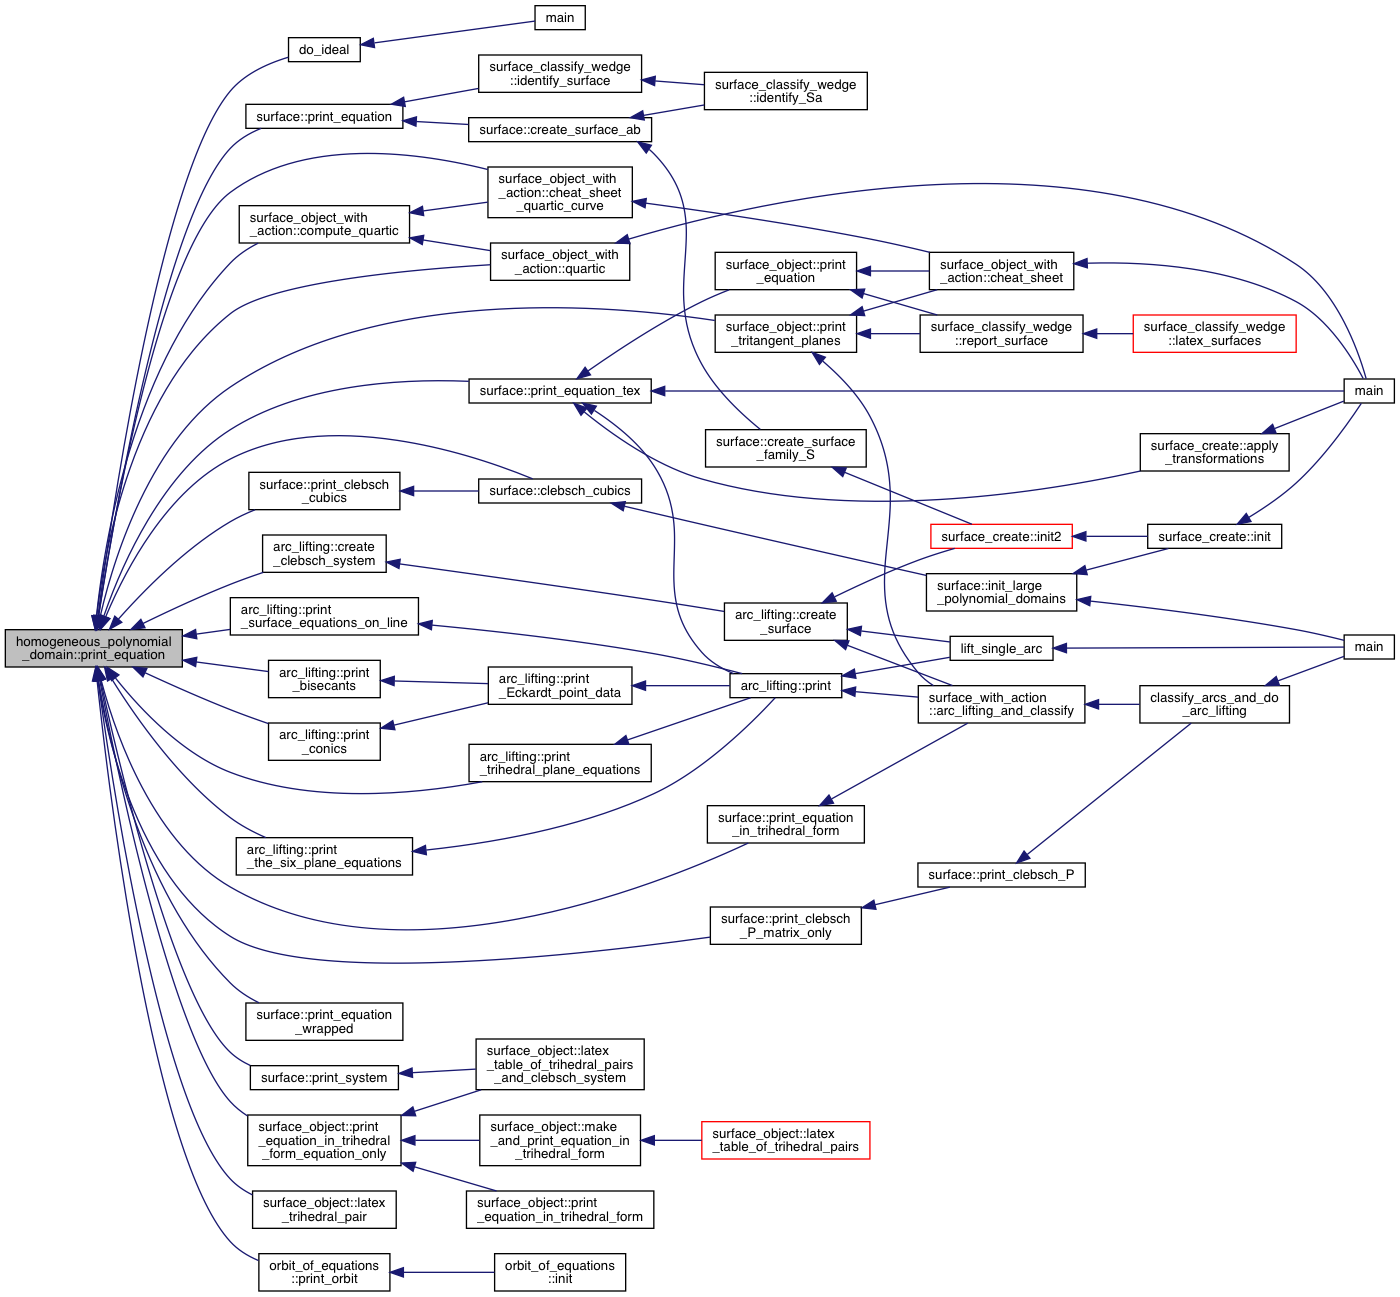 main
do_ideal
surface_classify_wedge
::identify_surface
surface_classify_wedge
::identify_Sa
surface::print_equation
surface::create_surface_ab
surface_object_with
_action::cheat_sheet
_quartic_curve
surface_object_with
_action::compute_quartic
surface_object_with
_action::quartic
surface_object::print
_equation
surface_object_with
_action::cheat_sheet
surface_object::print
_tritangent_planes
surface_classify_wedge
::report_surface
surface_classify_wedge
::latex_surfaces
surface::print_equation_tex
main
surface::create_surface
_family_S
surface_create::apply
_transformations
surface::print_clebsch
_cubics
surface::clebsch_cubics
surface_create::init2
surface_create::init
arc_lifting::create
_clebsch_system
surface::init_large
_polynomial_domains
arc_lifting::print
_surface_equations_on_line
arc_lifting::create
_surface
homogeneous_polynomial
_domain::print_equation
lift_single_arc
main
arc_lifting::print
_bisecants
arc_lifting::print
_Eckardt_point_data
arc_lifting::print
surface_with_action
::arc_lifting_and_classify
classify_arcs_and_do
_arc_lifting
arc_lifting::print
_conics
arc_lifting::print
_trihedral_plane_equations
surface::print_equation
_in_trihedral_form
arc_lifting::print
_the_six_plane_equations
surface::print_clebsch_P
surface::print_clebsch
_P_matrix_only
surface::print_equation
_wrapped
surface::print_system
surface_object::latex
_table_of_trihedral_pairs
_and_clebsch_system
surface_object::print
_equation_in_trihedral
_form_equation_only
surface_object::make
_and_print_equation_in
_trihedral_form
surface_object::latex
_table_of_trihedral_pairs
surface_object::latex
_trihedral_pair
surface_object::print
_equation_in_trihedral_form
orbit_of_equations
::print_orbit
orbit_of_equations
::init